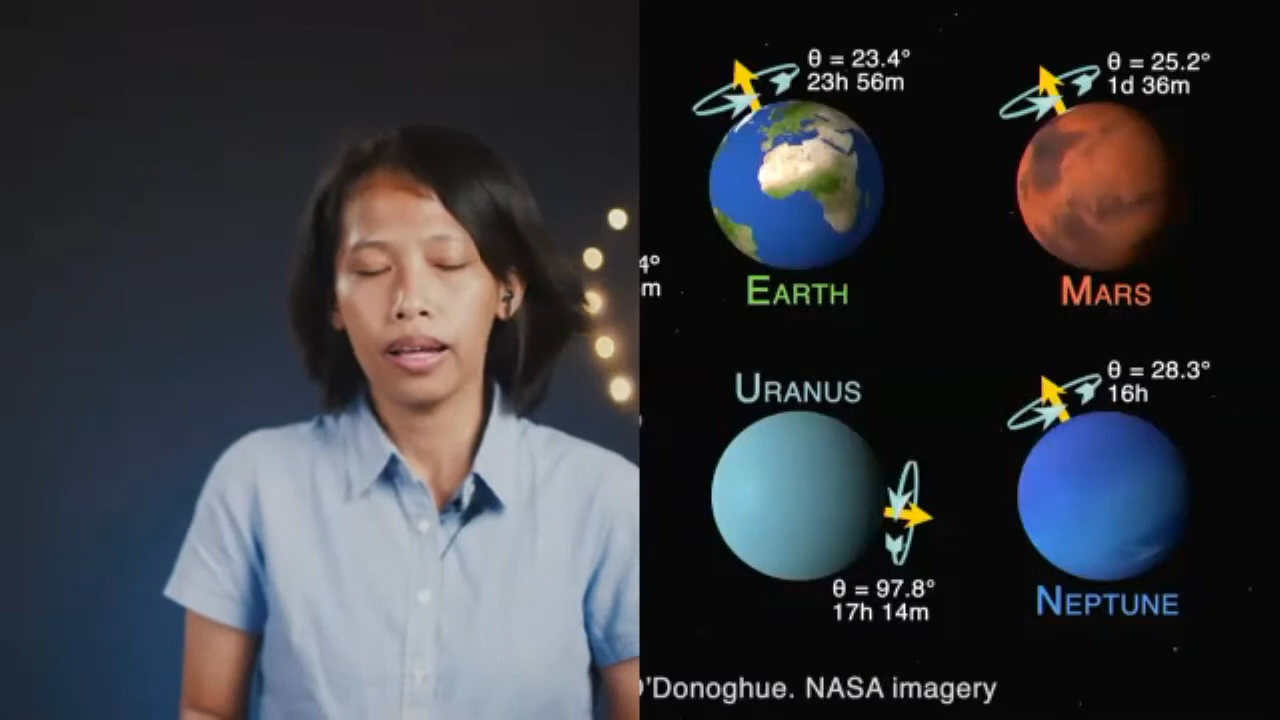 θ = 23.4°
23h 56m
EARTH
θ = 25.2°
1d 36m
MARS
4°
m
URANUS
θ = 97.8°
17h 14m
θ = 28.3°
16h
NEPTUNE
O'Donoghue. NASA imagery